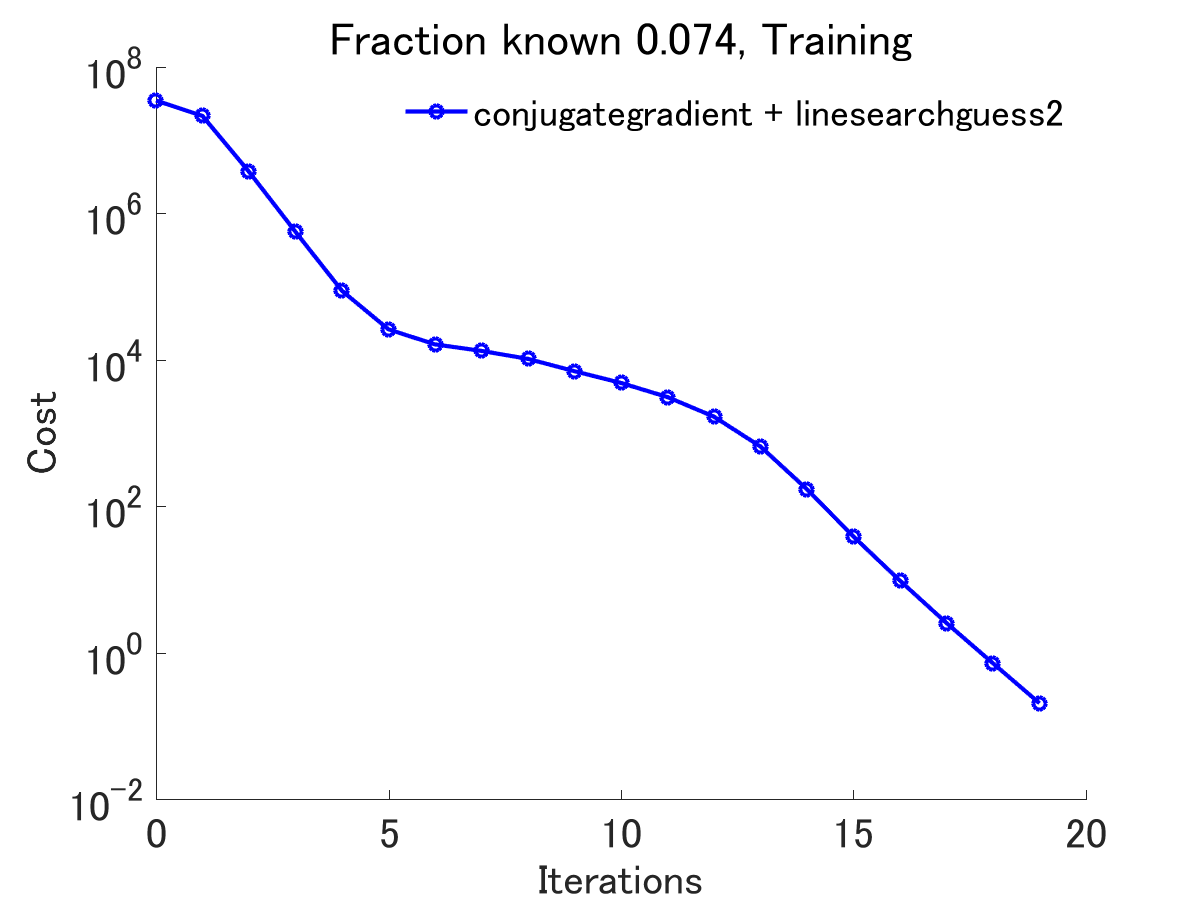 Fraction known 0.074, Training
conjugategradient + linesearchguess2
10^8
10^6
10^4
10^2
10^0
10^-2
Cost
0 5 10 15 20
Iterations